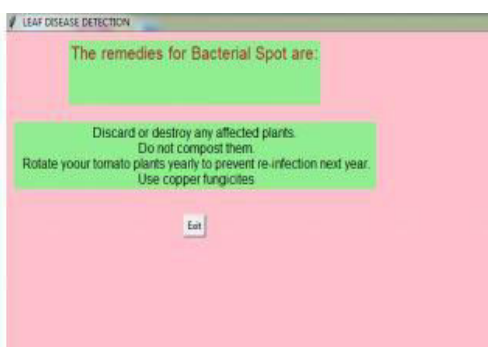 LEAF DISEASE DETECTION
The remedies for Bacterial Spot are:
Discard or destroy any affected plants.
Do not compost them.
Rotate yoour tomato plants yearly to prevent re-infection next year.
Use copper fungicites
Exit